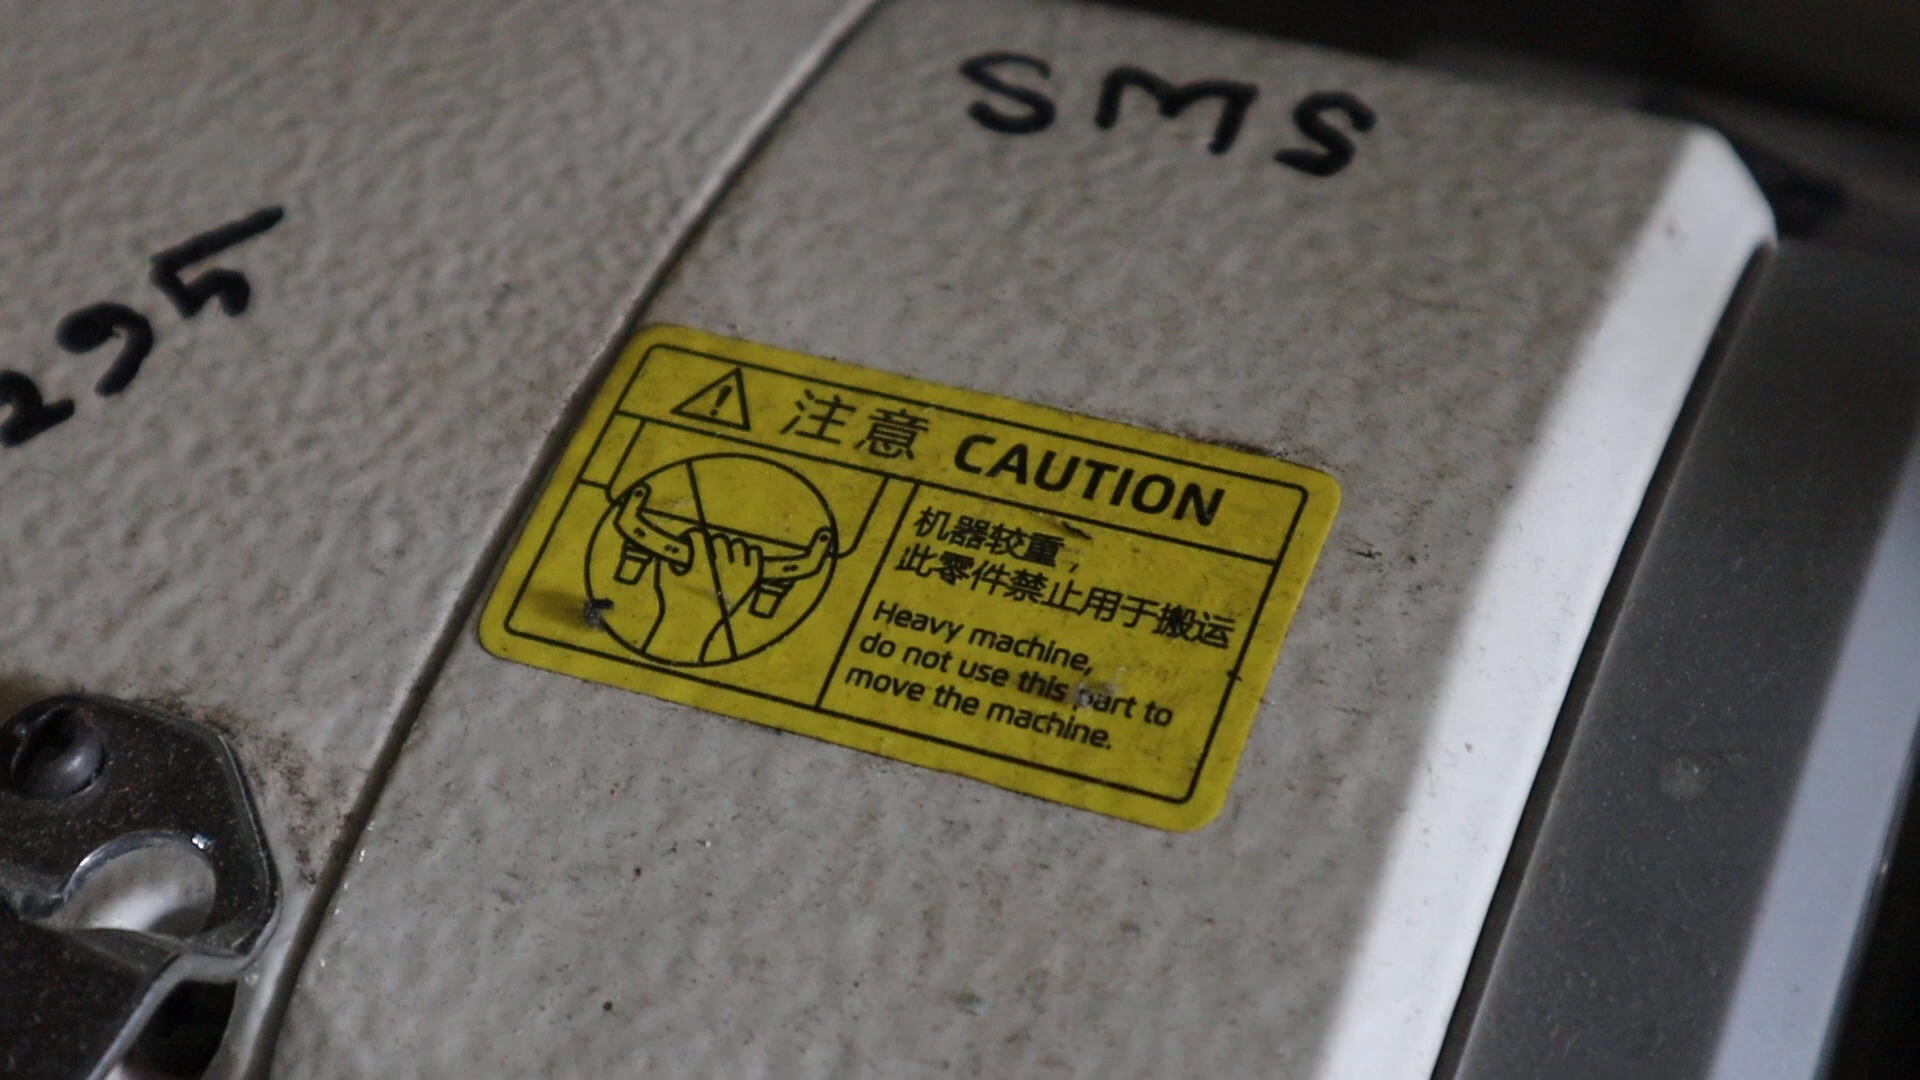 SMS
295
注意 CAUTION
机器较重,
此零件禁止用于搬运
Heavy machine,
do not use this part to
move the machine.